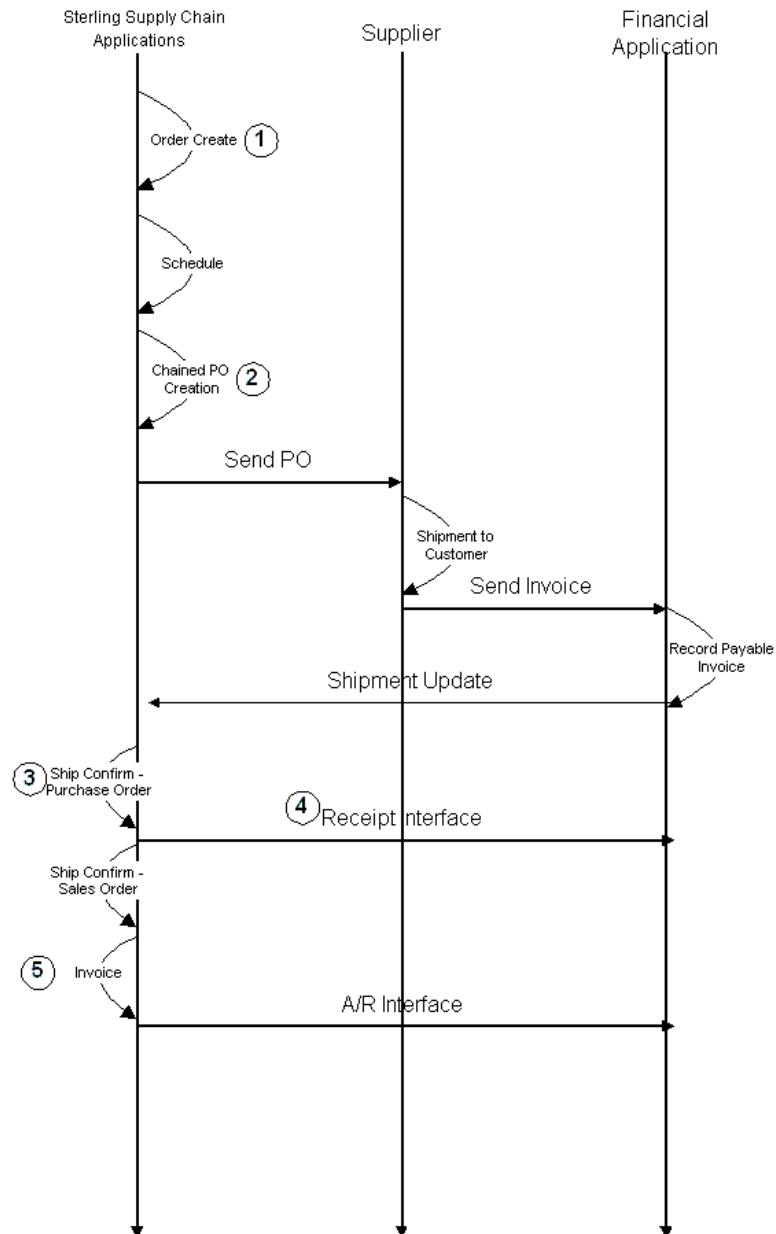 Sterling Supply Chain
Applications
Supplier
Financial
Application
Order Create
1
Schedule
Chained PO
Creation
2
Send PO
Shipment to
Customer
Send Invoice
Record Payable
Invoice
Shipment Update
3
Ship Confirm -
Purchase Order
4
Receipt Interface
Ship Confirm -
Sales Order
5
Invoice
A/R Interface